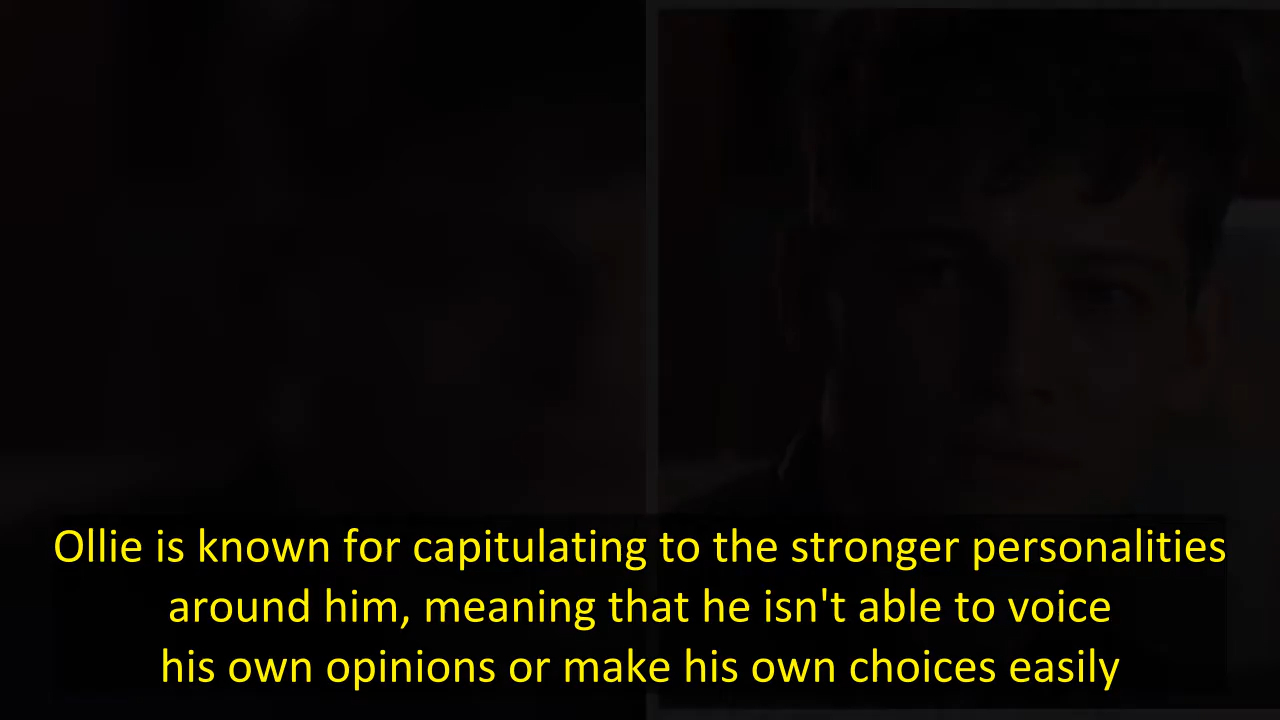 Ollie is known for capitulating to the stronger personalities
around him, meaning that he isn't able to voice
his own opinions or make his own choices easily